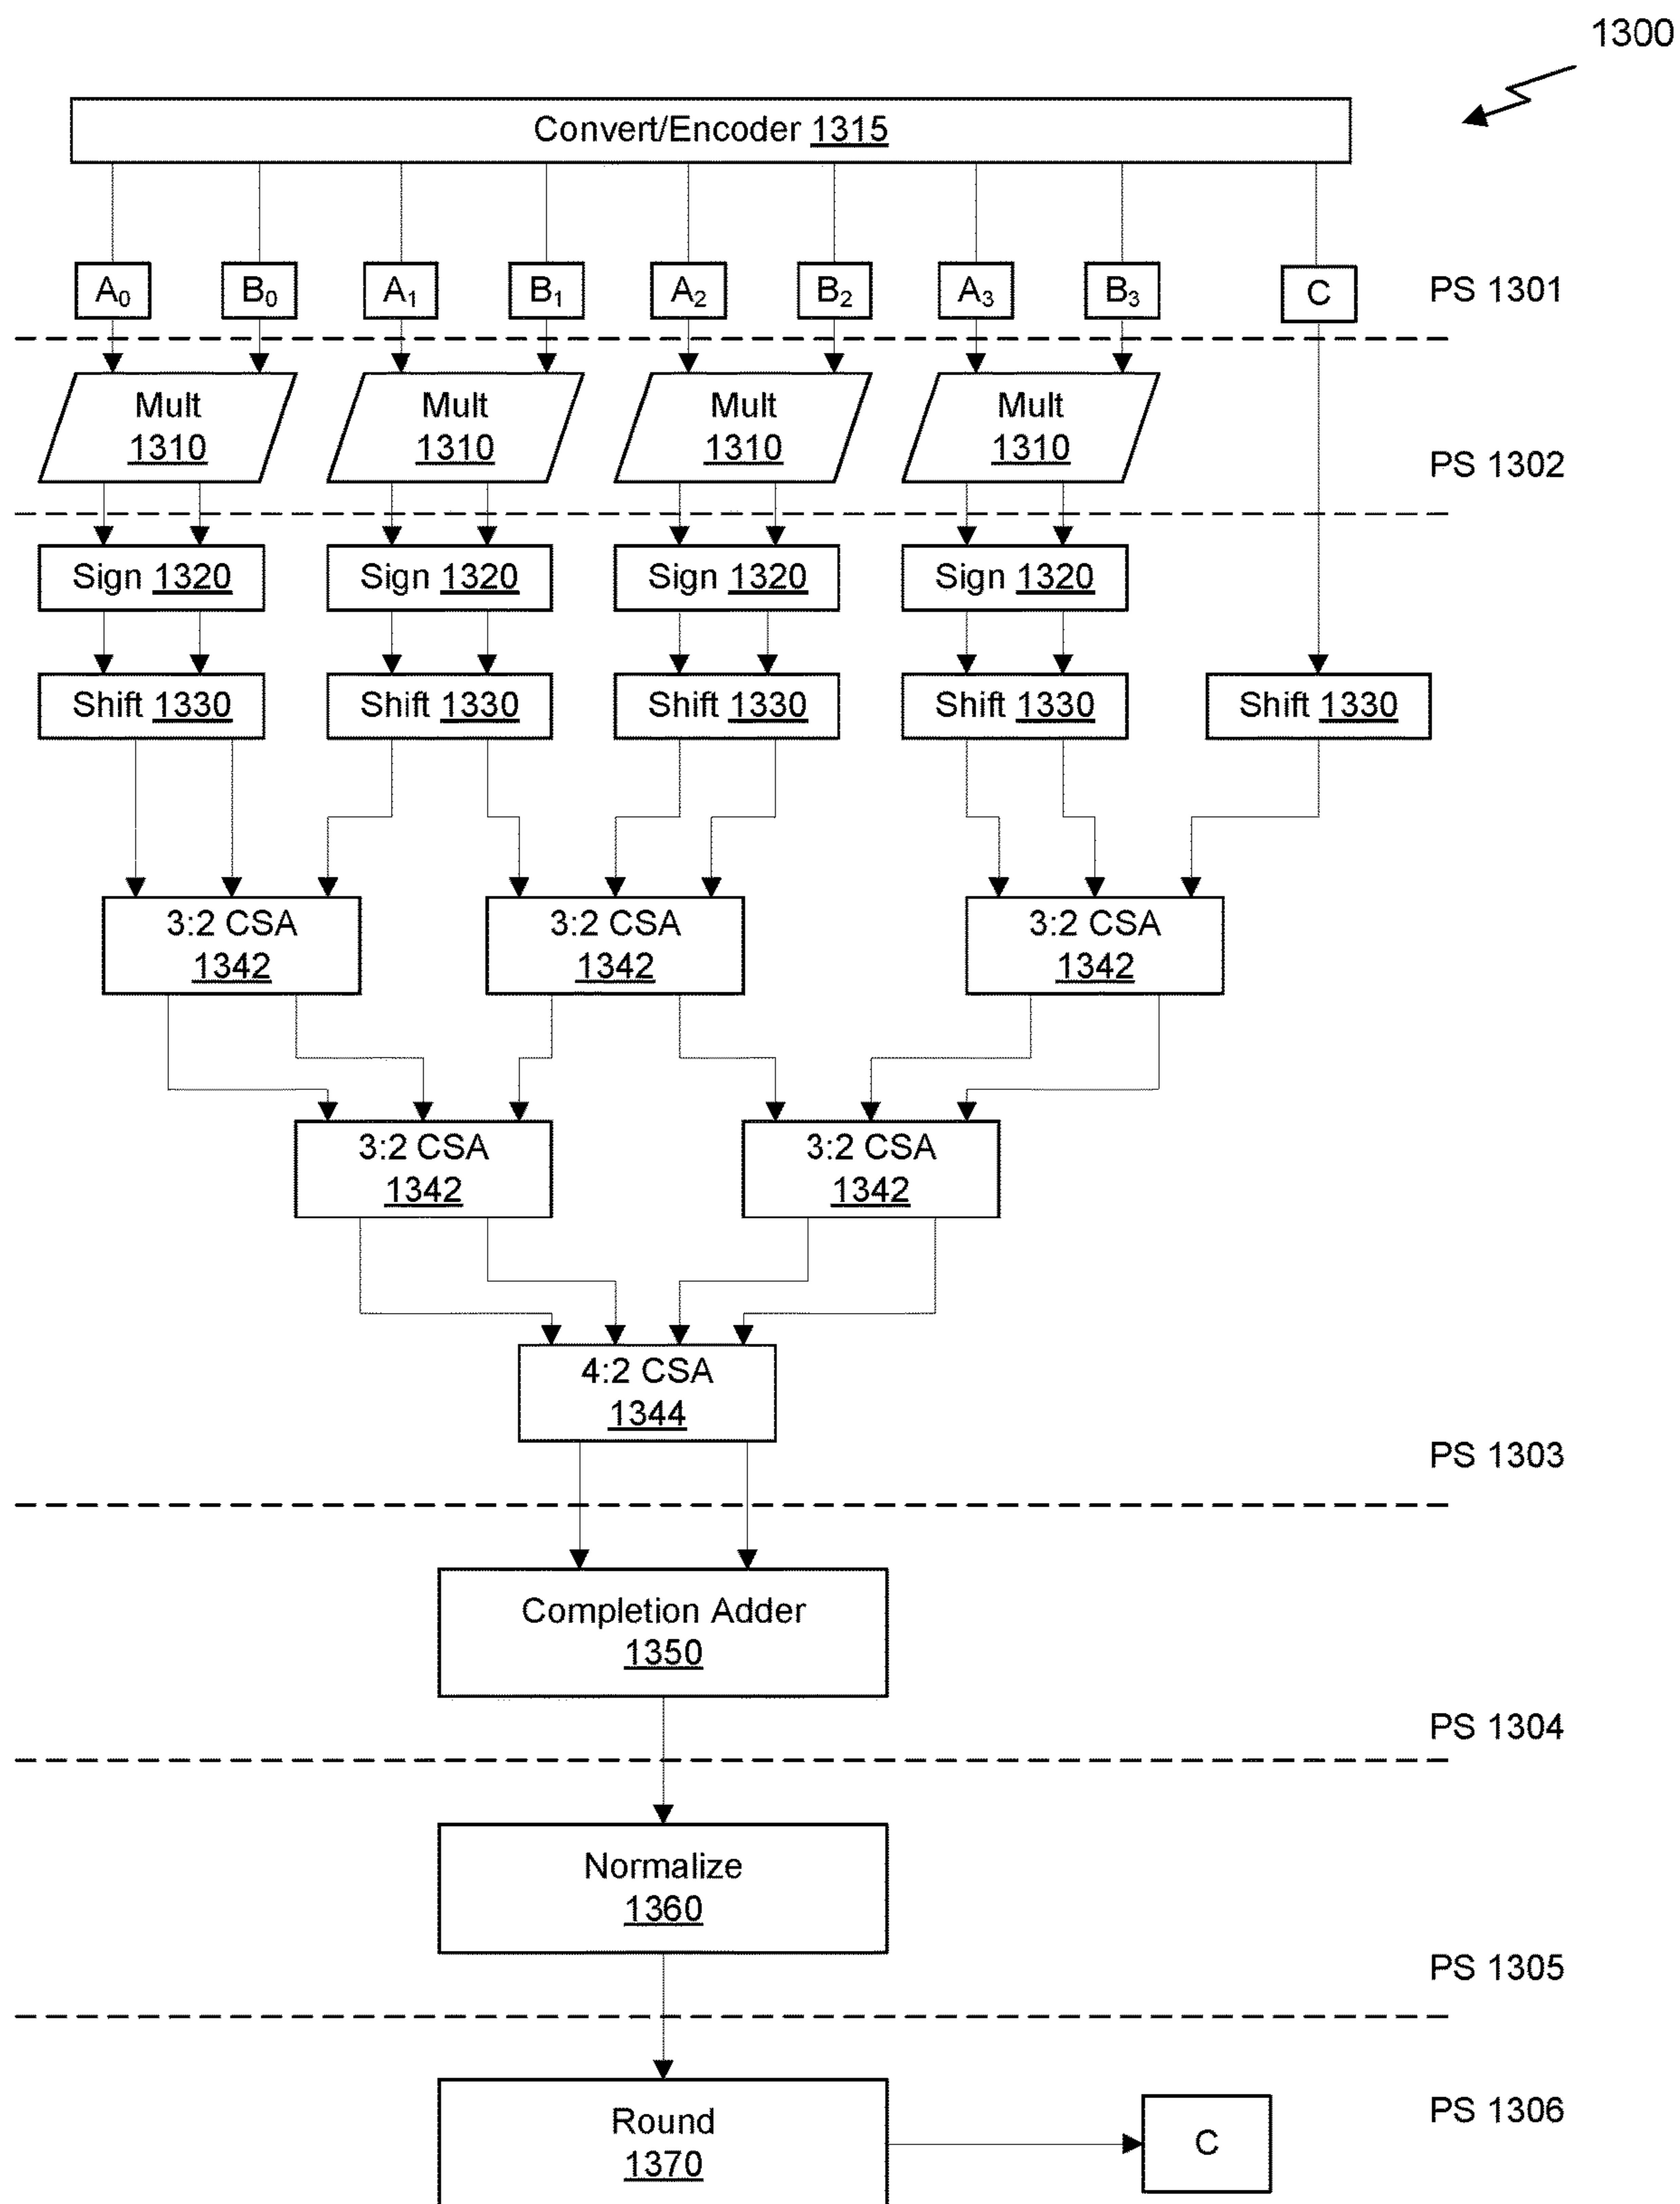 1300
Convert/Encoder 1315
A₀ B₀ A₁ B₁ A₂ B₂ A₃ B₃ C PS 1301
Mult Mult Mult Mult
1310 1310 1310 1310
PS 1302
Sign 1320 Sign 1320 Sign 1320 Sign 1320
Shift 1330 Shift 1330 Shift 1330 Shift 1330 Shift 1330
3:2 CSA 3:2 CSA 3:2 CSA
1342 1342 1342
3:2 CSA 3:2 CSA
1342 1342
4:2 CSA
1344
PS 1303
Completion Adder
1350
PS 1304
Normalize
1360
PS 1305
Round
1370
C
PS 1306